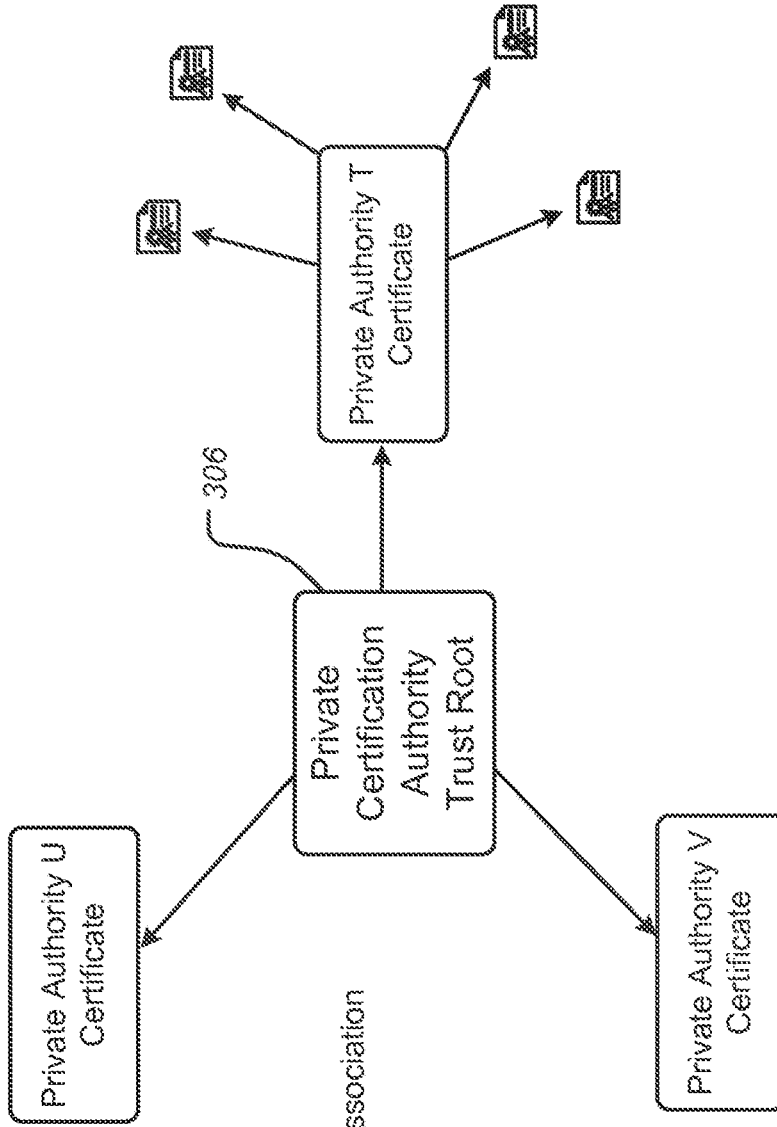 Private Authority U
Certificate
ssociation
306
Private
Certification
Authority
Trust Root
Private Authority T
Certificate
Private Authority V
Certificate